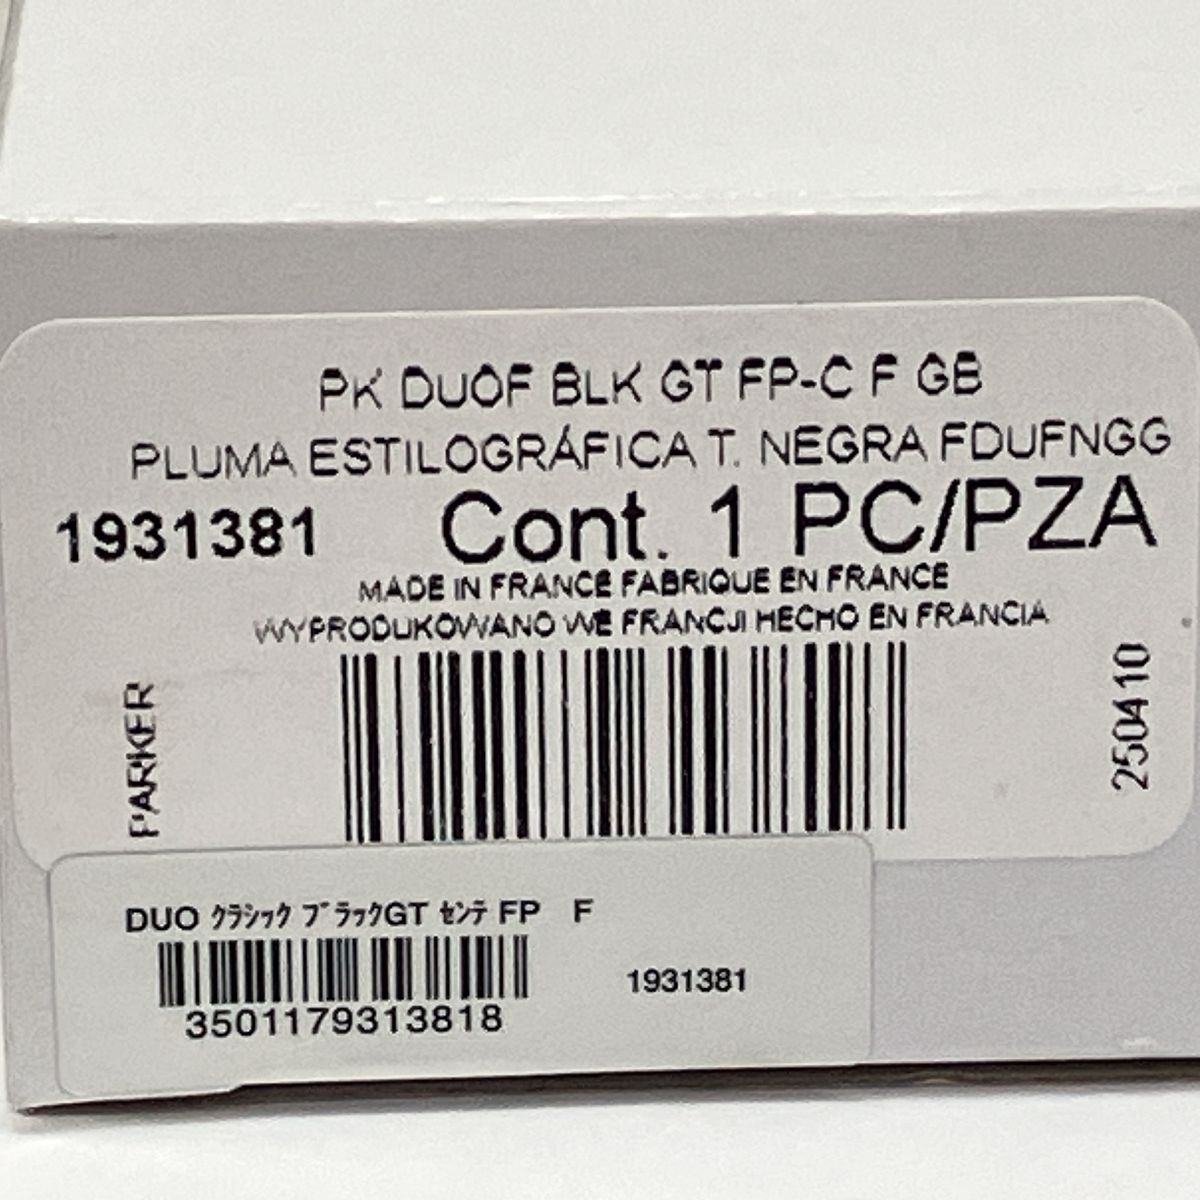 PK DUOF BLK GT FP-C F GB
PLUMA ESTILOGRÁFICA T. NEGRA FDUFNGG
1931381 Cont. 1 PC/PZA
MADE IN FRANCE FABRIQUE EN FRANCE
WYPRODUKOWANO WE FRANCJI HECHO EN FRANCIA
PARKER
250410
DUO ｸﾗｼｯｸ ﾌﾞﾗｯｸGT ｾﾝﾃ FP F
1931381
3501179313818